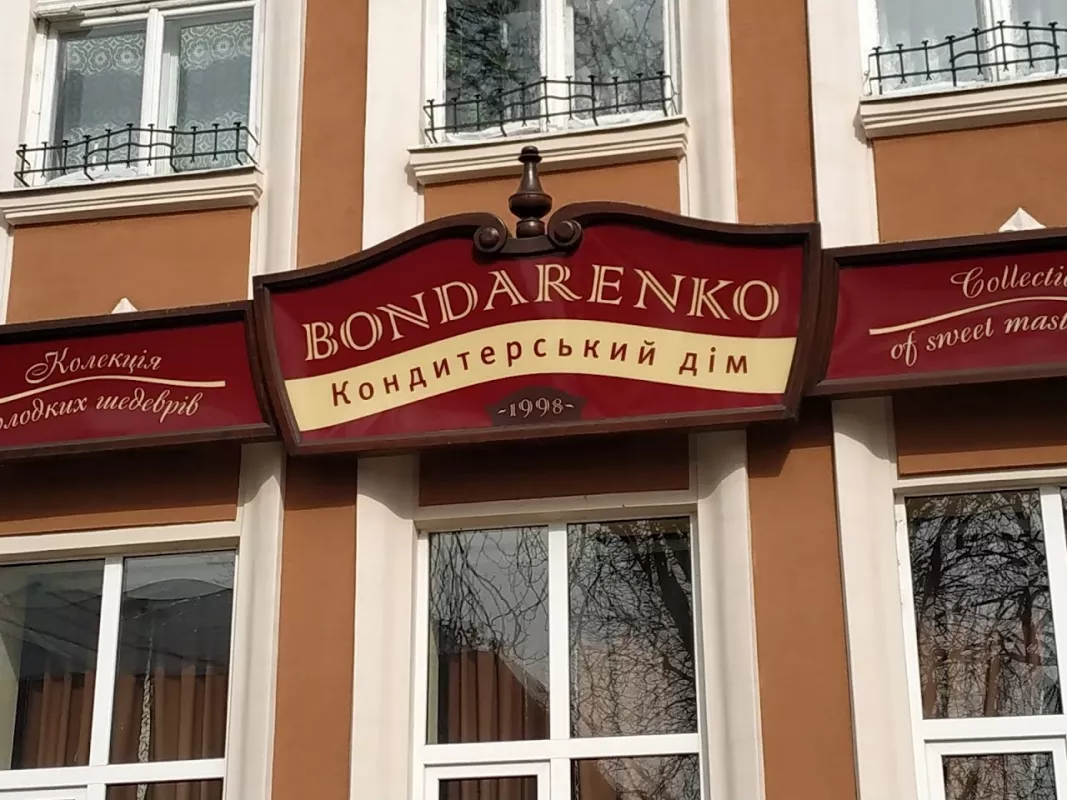 Колекція
шедеврів
BONDARENKO
Кондитерський дім
-1998-
of sweet